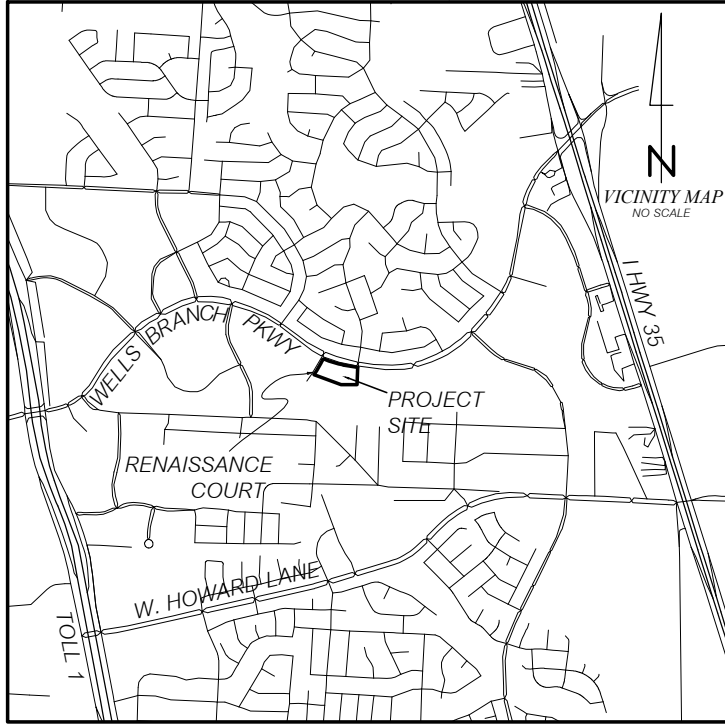 N
VICINITY MAP
NO SCALE
I HWY 35
WELLS BRANCH PKWY
PROJECT
SITE
RENAISSANCE
COURT
W. HOWARD LANE
TOLL 1